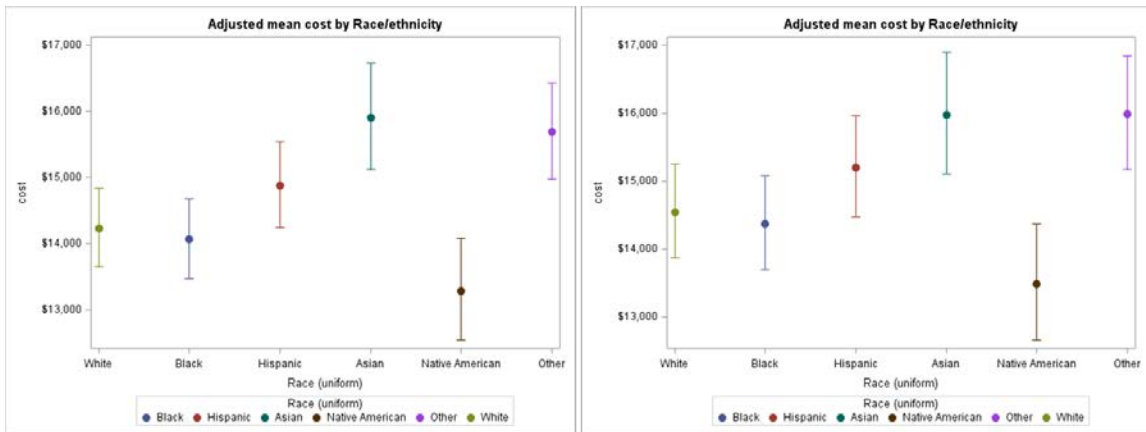 Adjusted mean cost by Race/ethnicity
$17,000
$16,000
$15,000
$14,000
$13,000
cost
White Black Hispanic Asian Native American Other
Race (uniform)
Race (uniform)
Black Hispanic Asian Native American Other White
Adjusted mean cost by Race/ethnicity
$17,000
$16,000
$15,000
$14,000
$13,000
cost
White Black Hispanic Asian Native American Other
Race (uniform)
Race (uniform)
Black Hispanic Asian Native American Other White